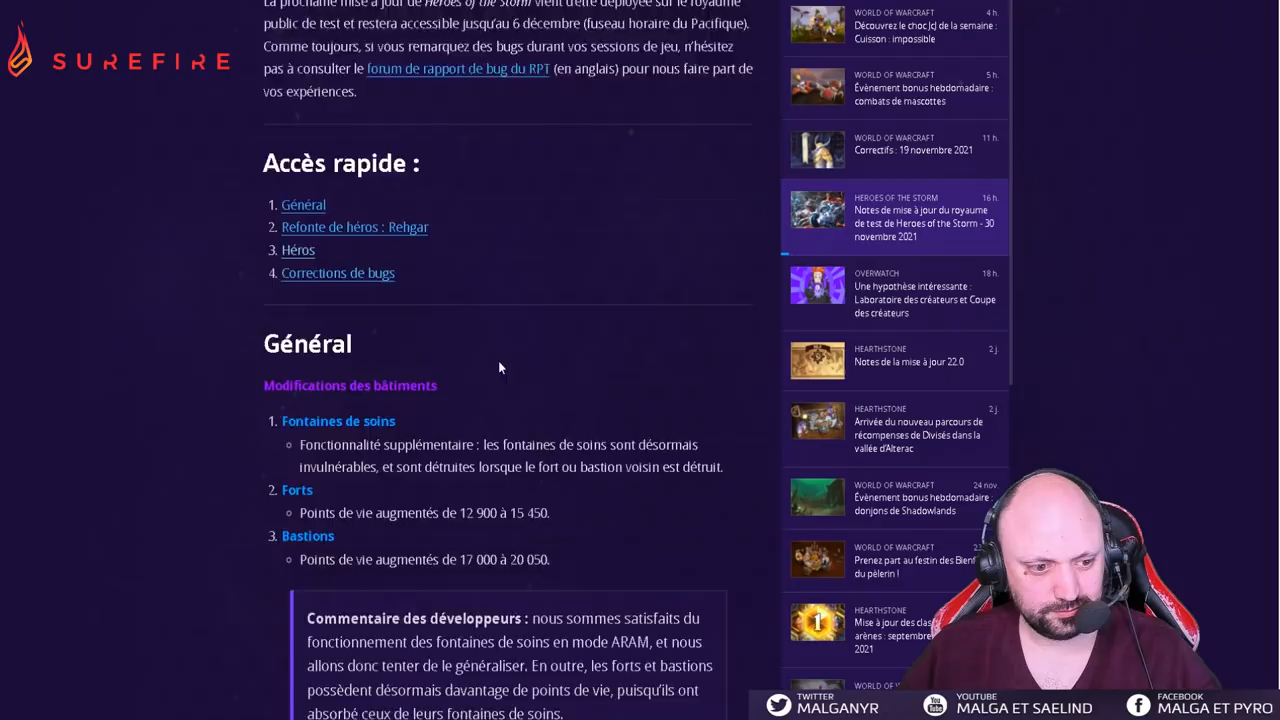 La prochaine mise à jour de Heroes of the Storm vient d'être déployée sur le royaume
public de test et restera accessible jusqu'au 6 décembre (fuseau horaire du Pacifique).
Comme toujours, si vous remarquez des bugs durant vos sessions de jeu, n'hésitez
pas à consulter le forum de rapport de bug du RPT (en anglais) pour nous faire part de
vos expériences.
SUREFIRE
Accès rapide :
1. Général
2. Refonte de héros : Rehgar
3. Héros
4. Corrections de bugs
Général
Modifications des bâtiments
1. Fontaines de soins
Fonctionnalité supplémentaire : les fontaines de soins sont désormais
invulnérables, et sont détruites lorsque le fort ou bastion voisin est détruit.
2. Forts
Points de vie augmentés de 12 900 à 15 450.
3. Bastions
Points de vie augmentés de 17 000 à 20 050.
Commentaire des développeurs : nous sommes satisfaits du
fonctionnement des fontaines de soins en mode ARAM, et nous
allons donc tenter de le généraliser. En outre, les forts et bastions
possèdent désormais davantage de points de vie, puisqu'ils ont
absorbé ceux de leurs fontaines de soins.
WORLD OF WARCRAFT 4 h.
Découvrez le choc JcJ de la semaine :
Cuisson : impossible
WORLD OF WARCRAFT 5 h.
Évènement bonus hebdomadaire :
combats de mascottes
WORLD OF WARCRAFT 11 h.
Correctifs : 19 novembre 2021
HEROES OF THE STORM 16 h.
Notes de mise à jour du royaume
de test de Heroes of the Storm - 30
novembre 2021
OVERWATCH 18 h.
Une hypothèse intéressante :
Laboratoire des créateurs et Coupe
des créateurs
HEARTHSTONE 2 j.
Notes de la mise à jour 22.0
HEARTHSTONE 2 j.
Arrivée du nouveau parcours de
récompenses de Divisés dans la
vallée d'Alterac
WORLD OF WARCRAFT 24 nov.
Évènement bonus hebdomadaire :
donjons de Shadowlands
WORLD OF WARCRAFT
Prenez part au festin des
du pèlerin !
HEARTHSTONE
Mise à jour des
arènes :
2021
1
WORLD OF
TWITTER
MALGANYR
YOUTUBE
MALGA ET SAELIND
FACEBOOK
MALGA ET PYRO